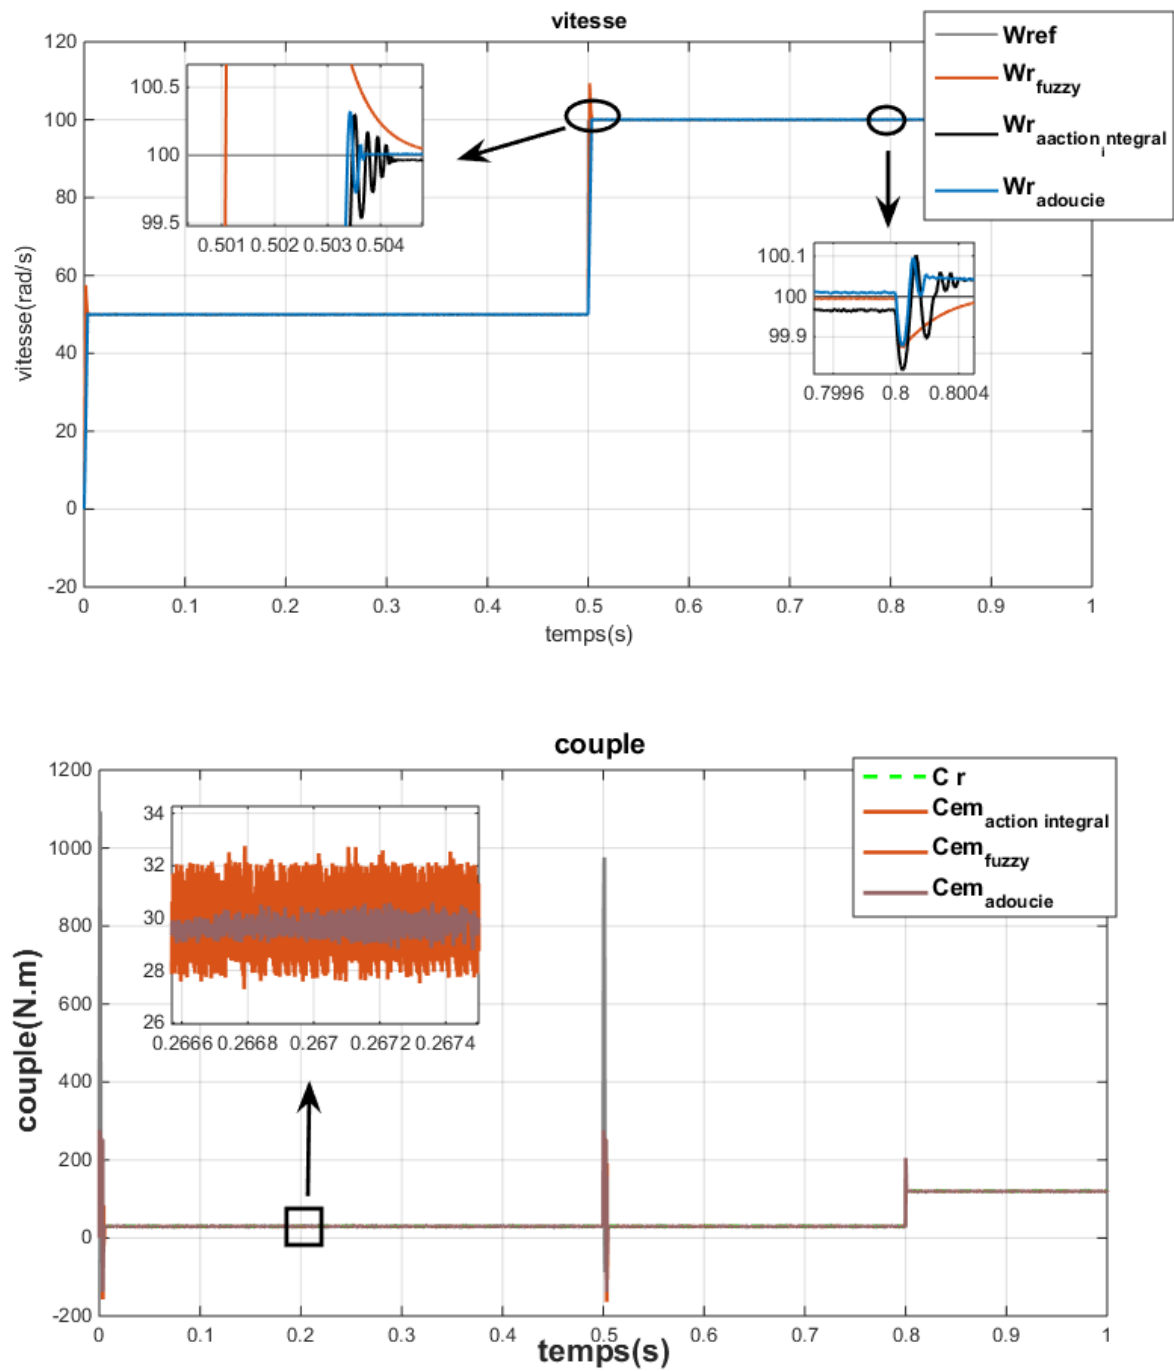 vitesse
120
100
80
60
40
20
0
-20
0 0.1 0.2 0.3 0.4 0.5 0.6 0.7 0.8 0.9 1
temps(s)
vitesse(rad/s)
Wref
Wr fuzzy
Wr aaction_i ntegral
Wr adoucie
100.5
100
99.5
0.501 0.502 0.503 0.504
100.1
100
99.9
0.7996 0.8 0.8004
couple
1200
1000
800
600
400
200
0
-200
0 0.1 0.2 0.3 0.4 0.5 0.6 0.7 0.8 0.9 1
temps(s)
couple(N.m)
C r
Cem action integral
Cem fuzzy
Cem adoucie
34
32
30
28
26
0.2666 0.2668 0.267 0.2672 0.2674